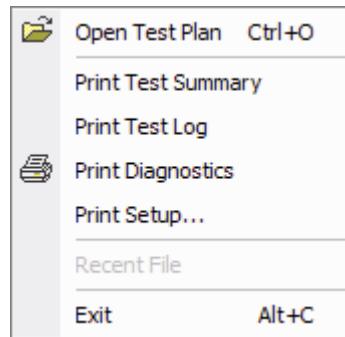 Open Test Plan Ctrl+O
Print Test Summary
Print Test Log
Print Diagnostics
Print Setup...
Recent File
Exit Alt+C